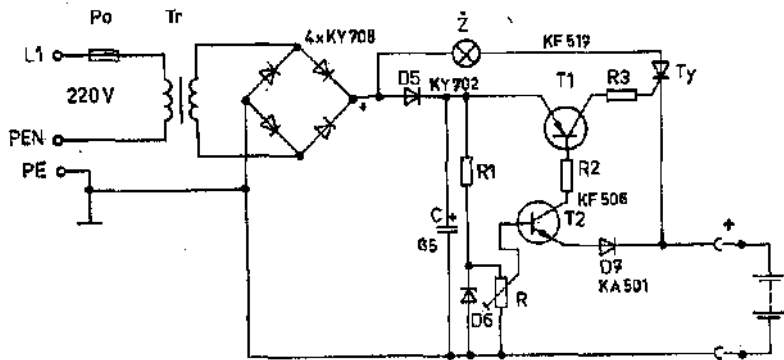 Po Tr
4xKY708
Ż
KF517
L1
D5
KY702
T1
R3
Ty
220V
+
PEN
R1
R2
PE
KF506
C +
T2
G5
+
D7
KA501
R
D6